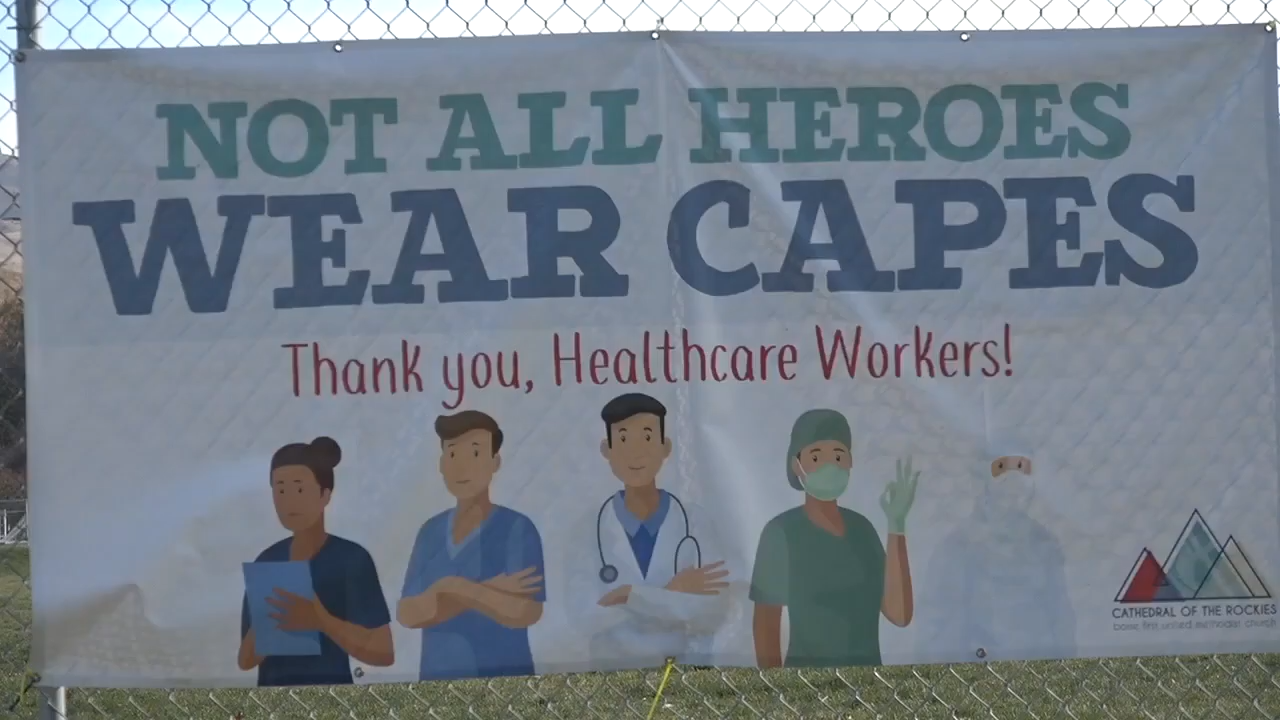 NOT ALL HEROES
WEAR CAPES
Thank you, Healthcare Workers!
CATHEDRAL OF THE ROCKIES
boise first united methodist church